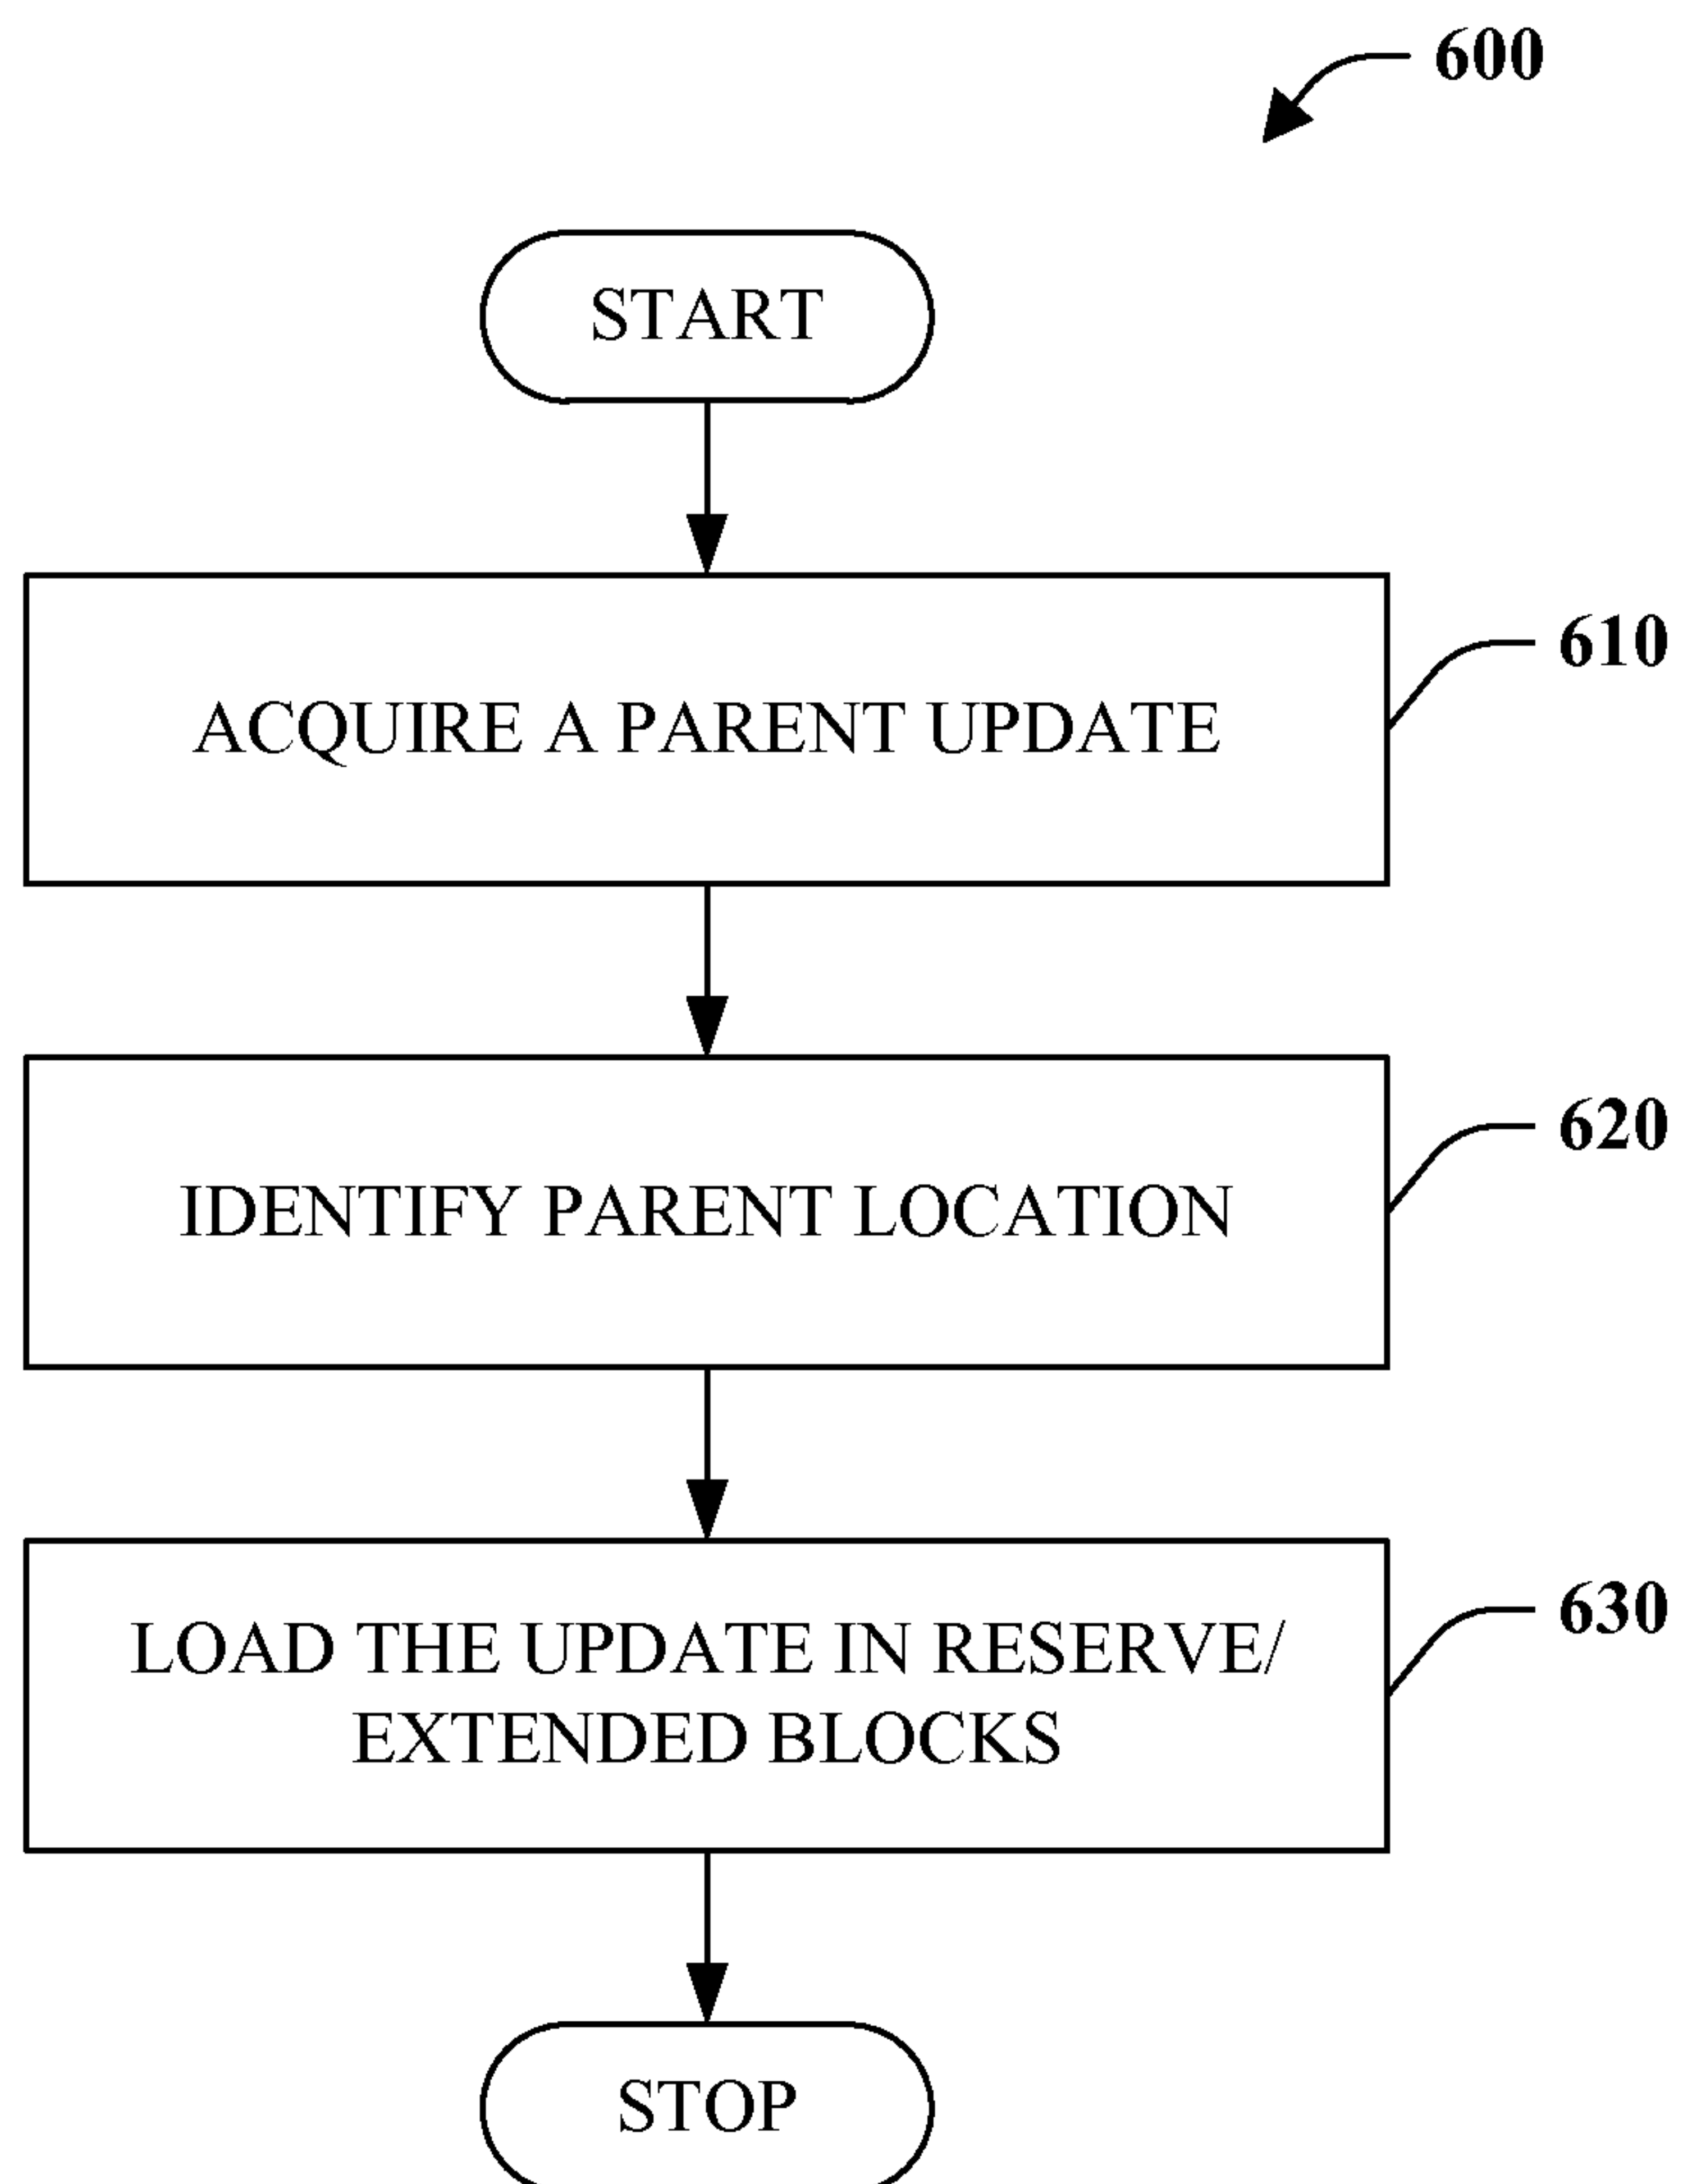 600
START
610
ACQUIRE A PARENT UPDATE
620
IDENTIFY PARENT LOCATION
630
LOAD THE UPDATE IN RESERVE/
EXTENDED BLOCKS
STOP